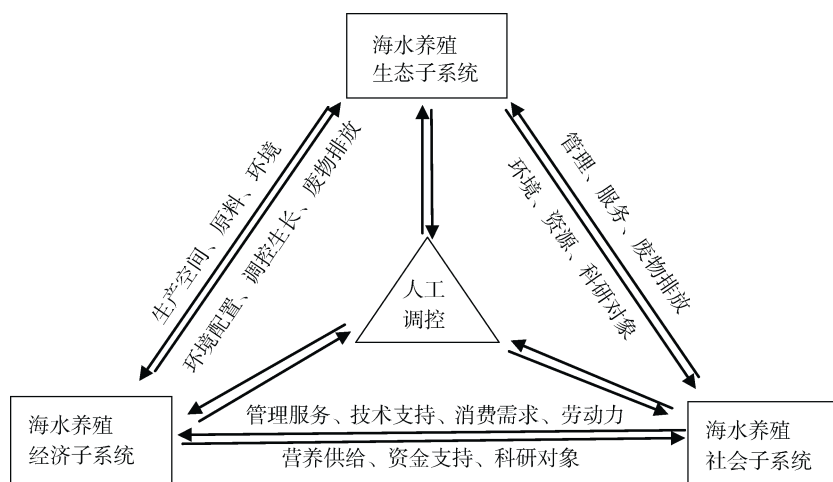 海水养殖
生态子系统
生产空间、原料、环境
环境配置、调控生长、废物排放
管理、服务、废物排放
环境、资源、科研对象
人工
调控
海水养殖
经济子系统
管理服务、技术支持、消费需求、劳动力
营养供给、资金支持、科研对象
海水养殖
社会子系统